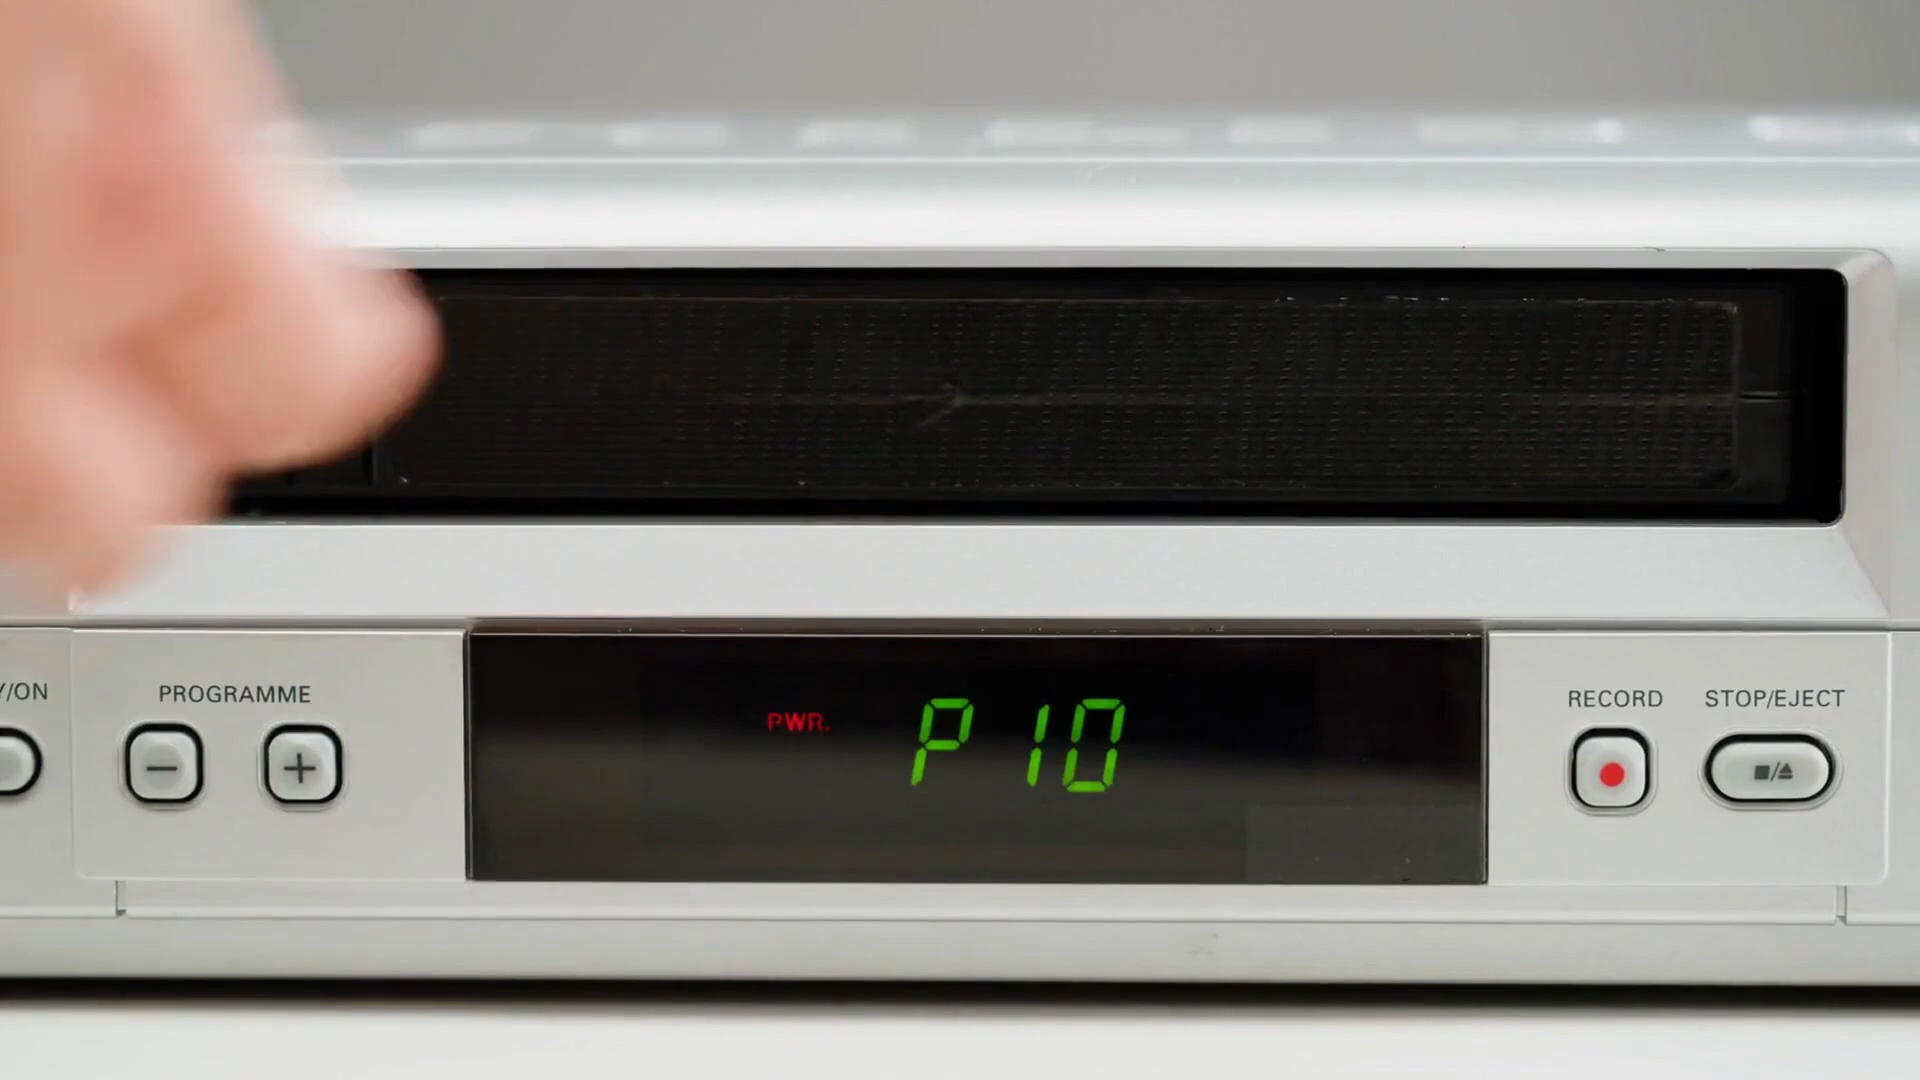 Y/ON
PROGRAMME
− +
PWR.
P 10
RECORD
STOP/EJECT
■/▲